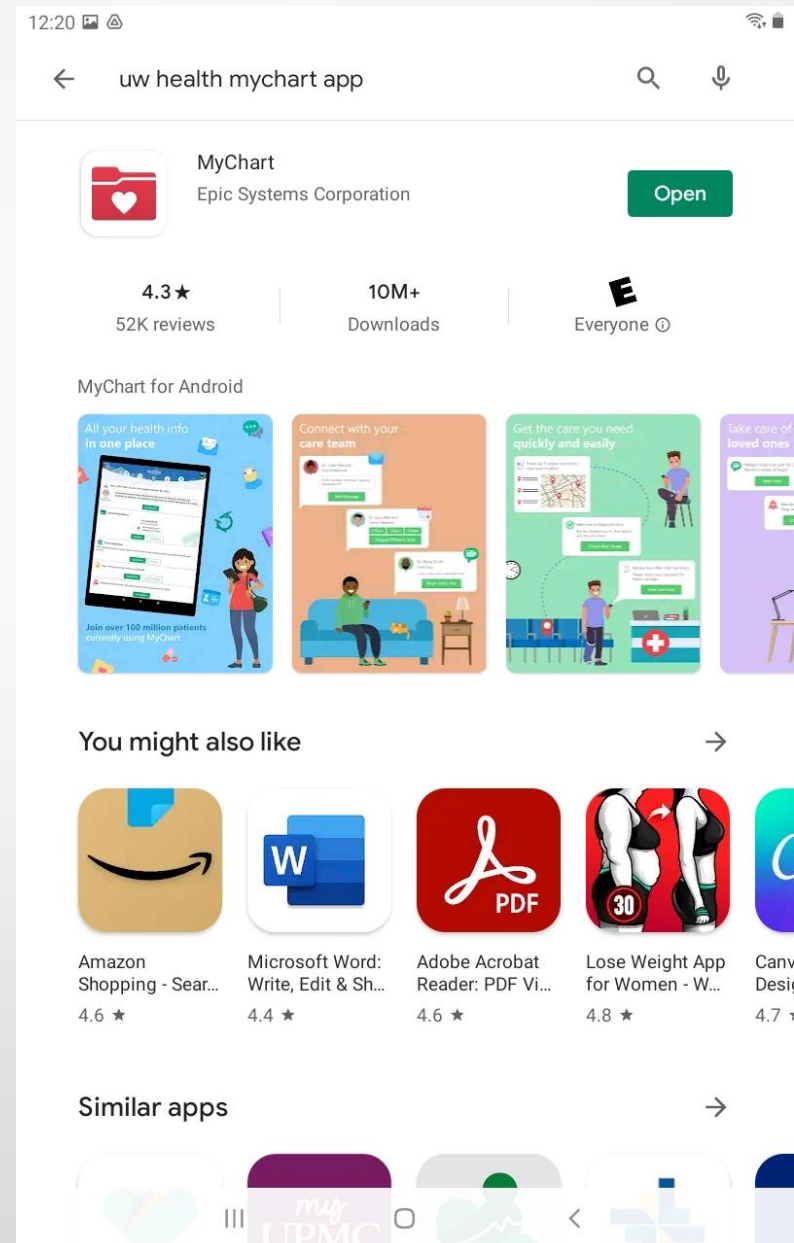 12:20
uw health mychart app
MyChart
Epic Systems Corporation
Open
4.3★
52K reviews
10M+
Downloads
E
Everyone
MyChart for Android
All your health info
in one place
Join over 100 million patients
currently using MyChart
Connect with your
care team
Get the care you need
quickly and easily
Take care of
loved ones
You might also like
W
PDF
30
Amazon
Shopping - Sear...
4.6 ★
Microsoft Word:
Write, Edit & Sh...
4.4 ★
Adobe Acrobat
Reader: PDF Vi...
4.6 ★
Lose Weight App
for Women - W...
4.8 ★
Canv
Desig
4.7
Similar apps
my
UPMC